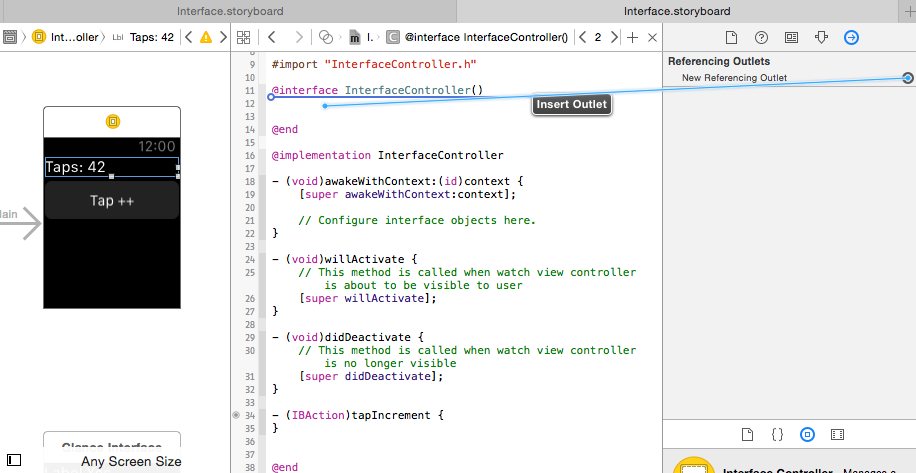 Interface.storyboard
Interface.storyboard
Int...oller
Lbl
Taps: 42
m
I.
C
@interface InterfaceController()
2
Referencing Outlets
New Referencing Outlet
Insert Outlet
12:00
Taps: 42
Tap ++
lain
9 #import "InterfaceController.h"
10
11 @interface InterfaceController()
12
13
14 @end
15
16 @implementation InterfaceController
17
18 - (void)awakeWithContext:(id)context {
19 [super awakeWithContext:context];
20
21 // Configure interface objects here.
22 }
23
24 - (void)willActivate {
25 // This method is called when watch view controller
is about to be visible to user
26 [super willActivate];
27 }
28
29 - (void)didDeactivate {
30 // This method is called when watch view controller
is no longer visible
31 [super didDeactivate];
32 }
33
34 - (IBAction)tapIncrement {
35 }
36
37
38 @end
Glance Interface
Any Screen Size
{}
Interface Controller - Manages a